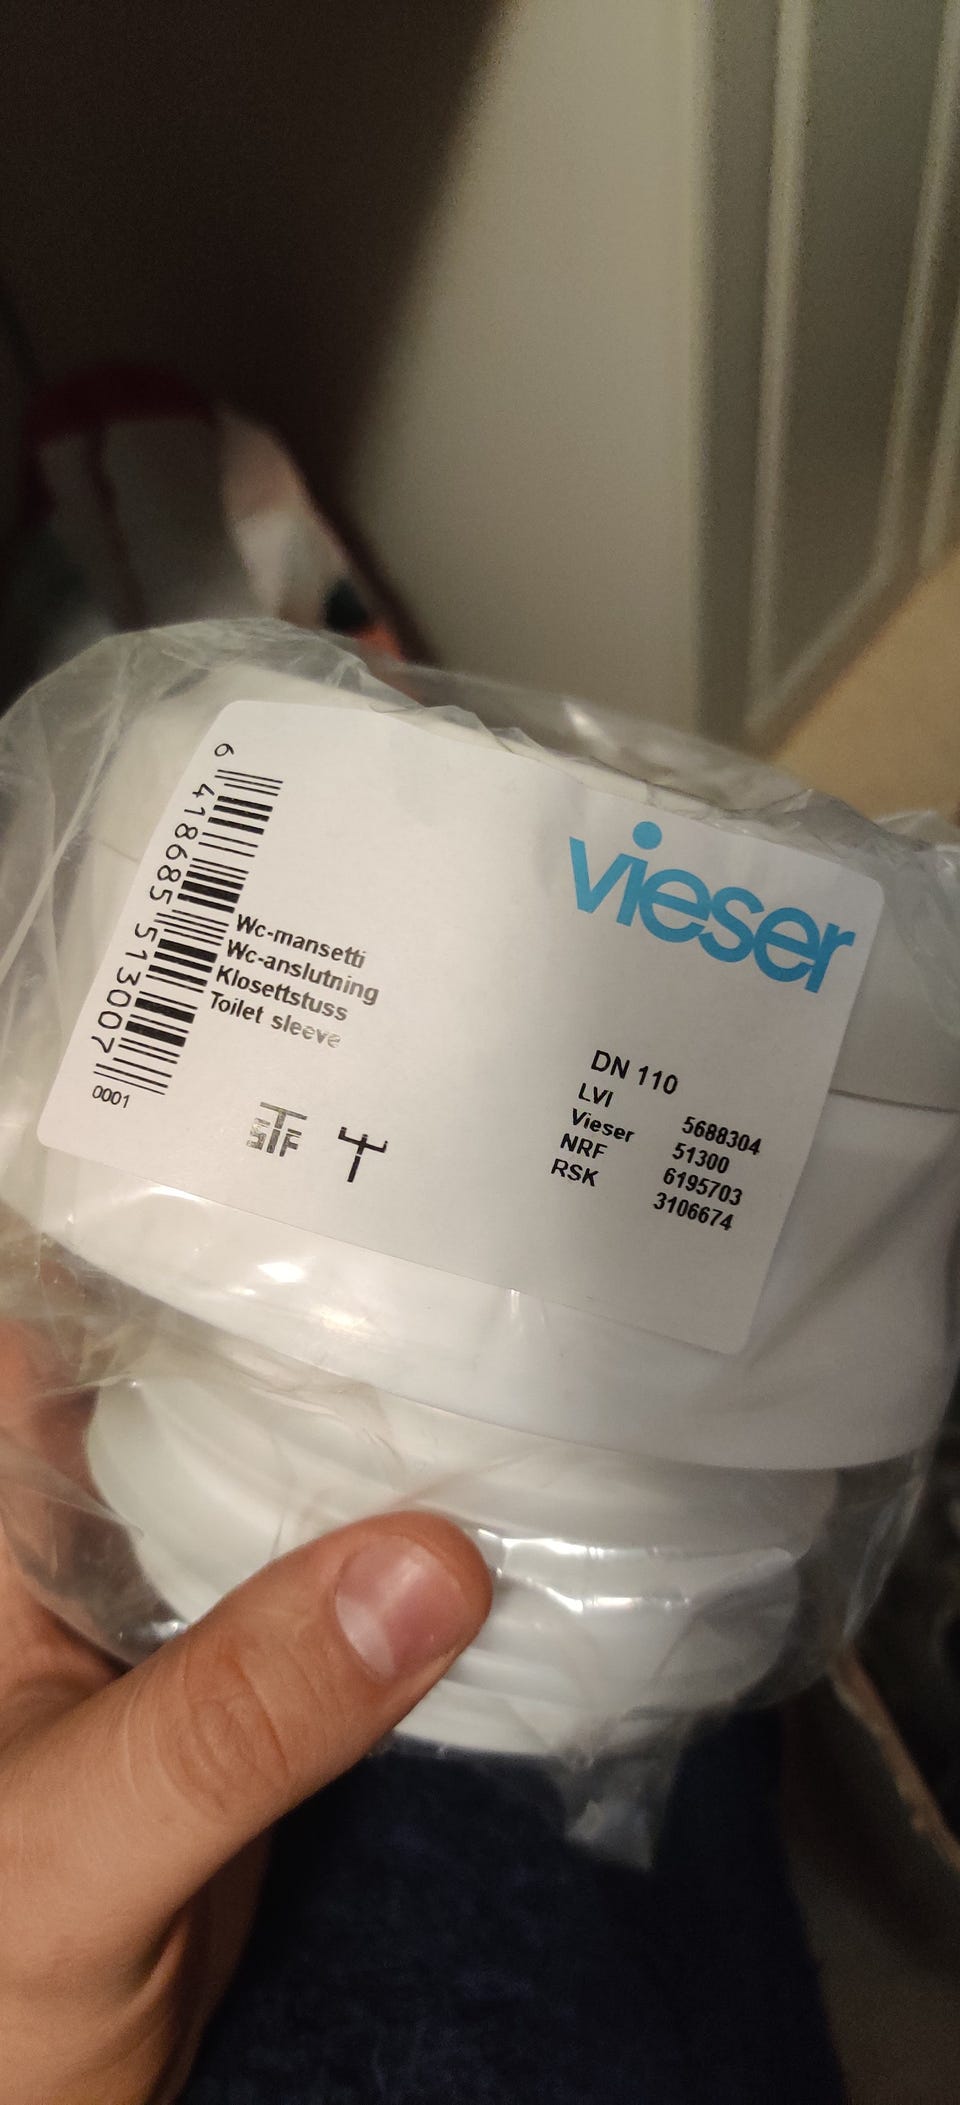 vieser
6 418685 513007
0001
Wc-mansetti
Wc-anslutning
Klosettstuss
Toilet sleeve
STF
DN 110
LVI 5688304
Vieser 51300
NRF 6195703
RSK 3106674